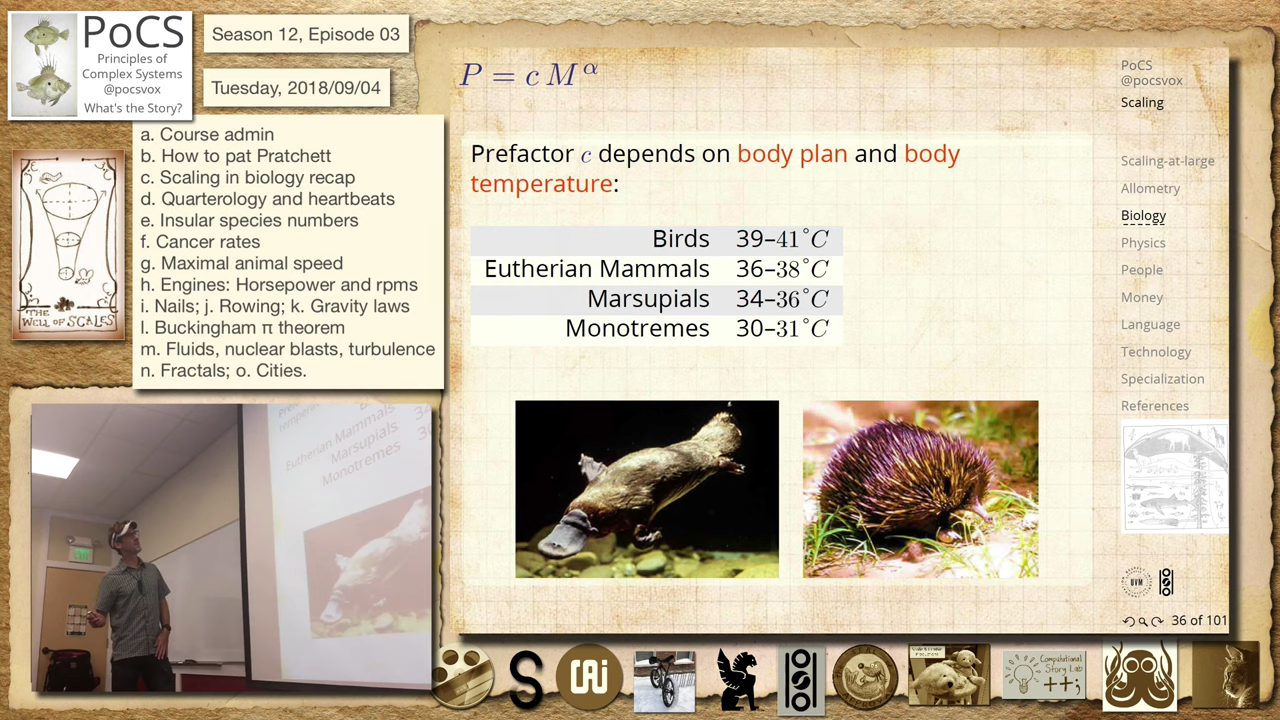 PoCS
Principles of
Complex Systems
@pocsvox
What's the Story?
Season 12, Episode 03
Tuesday, 2018/09/04
a. Course admin
b. How to pat Pratchett
c. Scaling in biology recap
d. Quarterology and heartbeats
e. Insular species numbers
f. Cancer rates
g. Maximal animal speed
h. Engines: Horsepower and rpms
i. Nails; j. Rowing; k. Gravity laws
l. Buckingham π theorem
m. Fluids, nuclear blasts, turbulence
n. Fractals; o. Cities.
THE
WELL OF SCALES
P = c M^α
Prefactor c depends on body plan and body
temperature:
Birds 39–41°C
Eutherian Mammals 36–38°C
Marsupials 34–36°C
Monotremes 30–31°C
PoCS
@pocsvox
Scaling
Scaling-at-large
Allometry
Biology
Physics
People
Money
Language
Technology
Specialization
References
UVM
36 of 101
Eutherian Mammals
Marsupials
Monotremes
S
Computational
Story Lab
++;